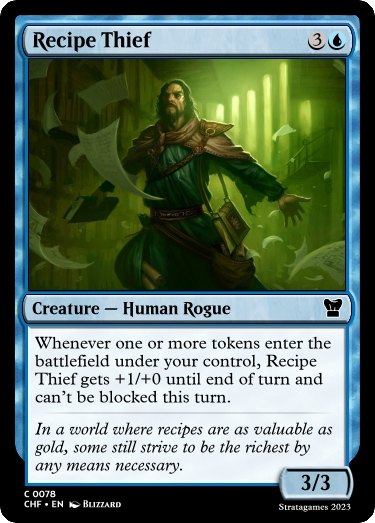 Recipe Thief 3
Creature — Human Rogue
Whenever one or more tokens enter the
battlefield under your control, Recipe
Thief gets +1/+0 until end of turn and
can't be blocked this turn.
In a world where recipes are as valuable as
gold, some still strive to be the richest by
any means necessary.
3/3
C 0078
CHF • EN Blizzard
Stratagames 2023